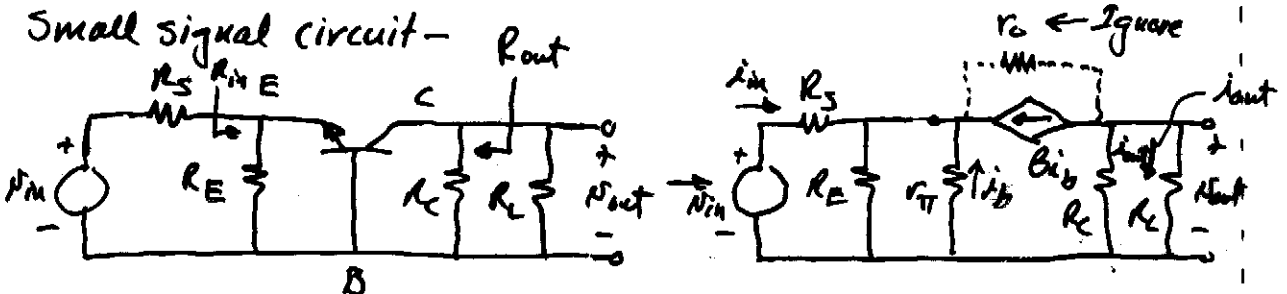 Small signal circuit-
r₀ ← Ignore
Rout
RS Rin E
C
iin RS
iout
+ + +
RE RC RL
vin vout → vin RE rπ ↑ib βib iout RC RL vout
- - - -
B